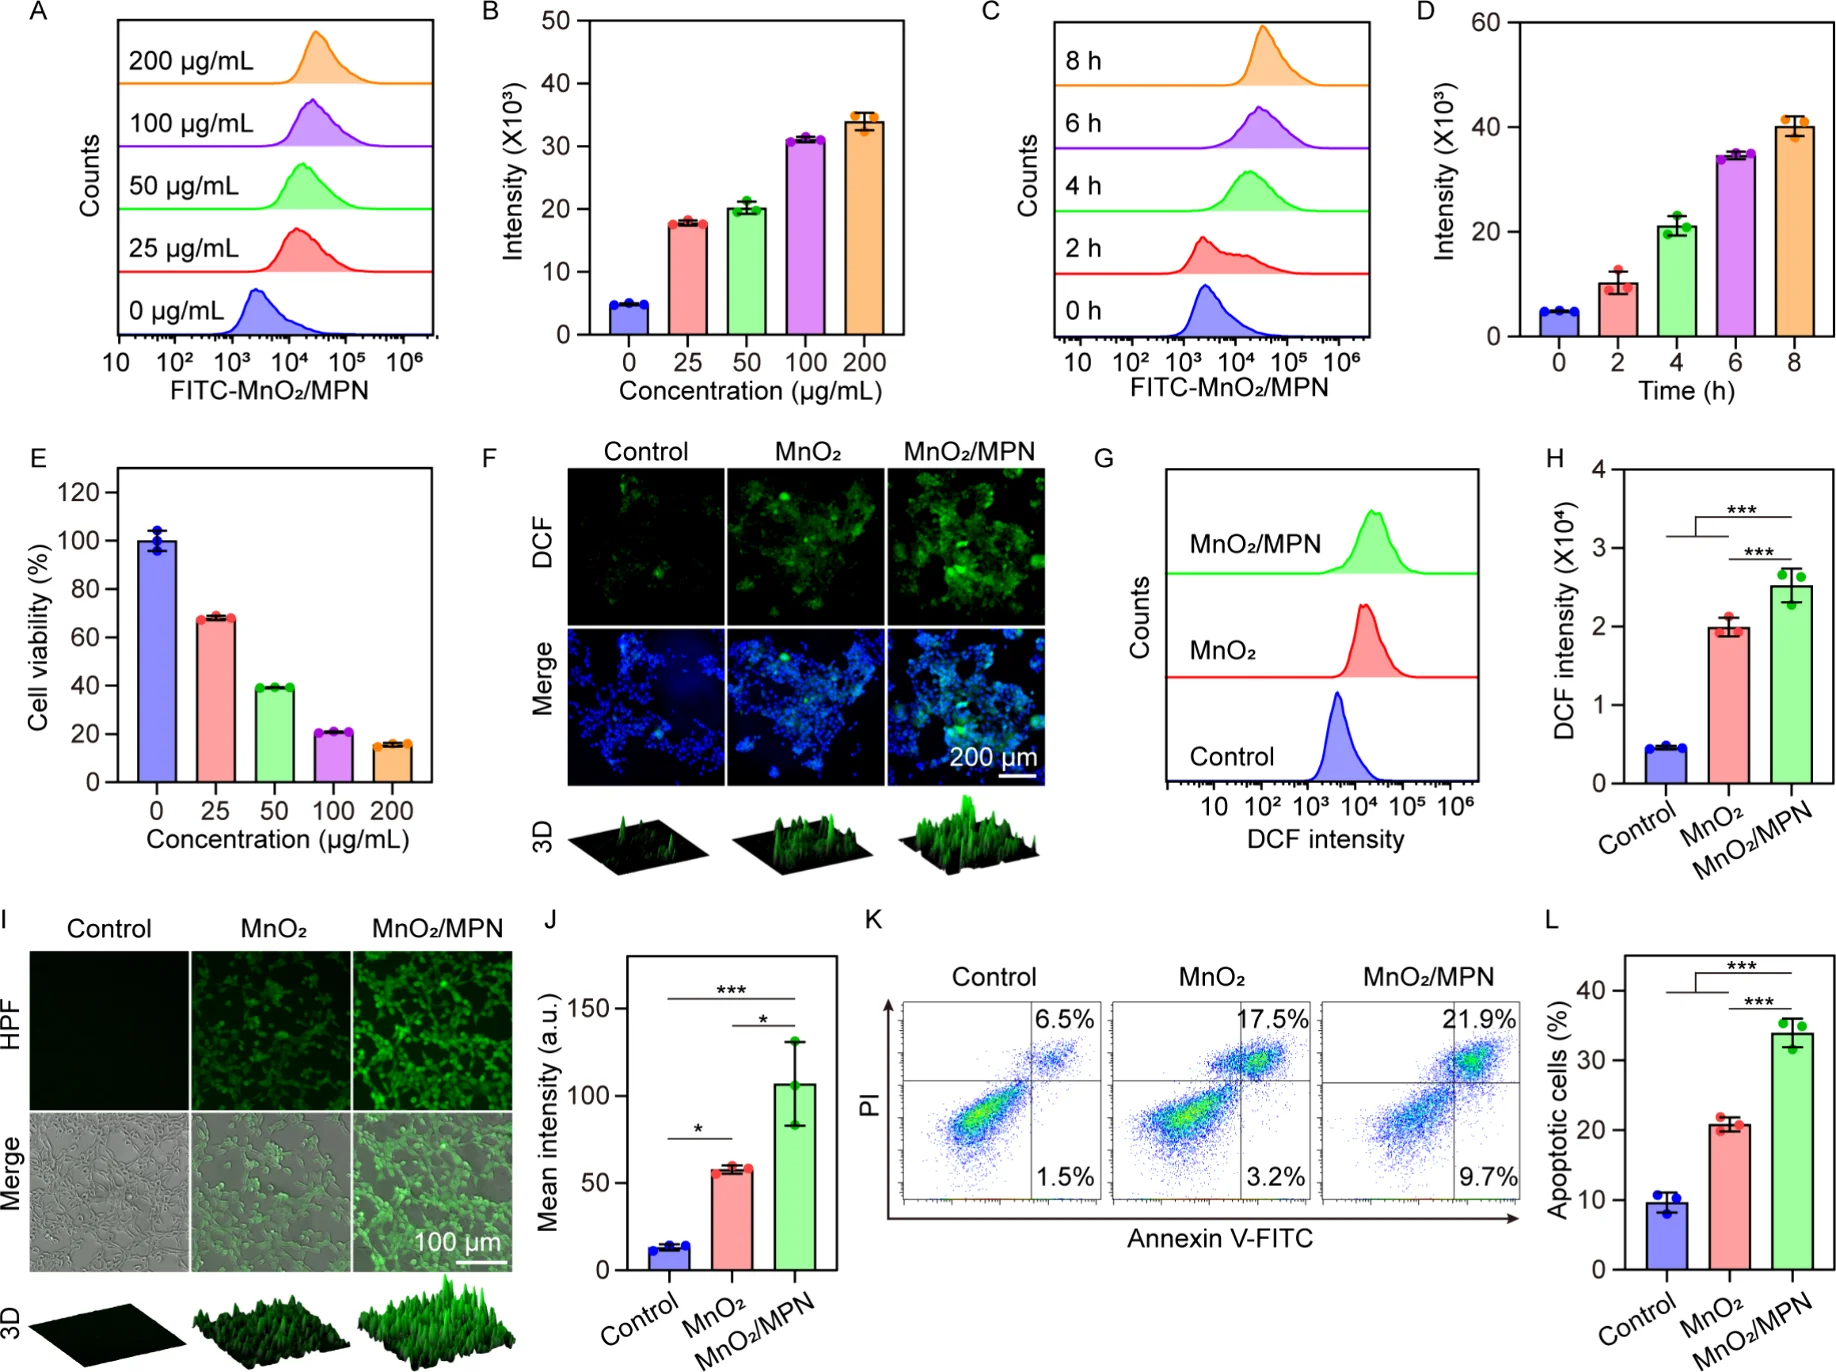 A
200 µg/mL
100 µg/mL
50 µg/mL
25 µg/mL
0 µg/mL
Counts
10 10² 10³ 10⁴ 10⁵ 10⁶
FITC-MnO₂/MPN
B
50
40
30
20
10
0
Intensity (X10³)
0 25 50 100 200
Concentration (µg/mL)
C
8 h
6 h
4 h
2 h
0 h
Counts
10 10² 10³ 10⁴ 10⁵ 10⁶
FITC-MnO₂/MPN
D
60
40
20
0
Intensity (X10³)
0 2 4 6 8
Time (h)
E
120
100
80
60
40
20
0
Cell viability (%)
0 25 50 100 200
Concentration (µg/mL)
F
Control MnO₂ MnO₂/MPN
DCF
Merge
200 µm
3D
G
MnO₂/MPN
MnO₂
Control
Counts
10 10² 10³ 10⁴ 10⁵ 10⁶
DCF intensity
H
4
3
2
1
0
DCF intensity (X10⁴)
***
***
Control MnO₂ MnO₂/MPN
I
Control MnO₂ MnO₂/MPN
HPF
Merge
100 µm
3D
J
150
100
50
0
Mean intensity (a.u.)
***
*
*
Control MnO₂ MnO₂/MPN
K
Control MnO₂ MnO₂/MPN
6.5% 17.5% 21.9%
1.5% 3.2% 9.7%
PI
Annexin V-FITC
L
40
30
20
10
0
Apoptotic cells (%)
***
***
Control MnO₂ MnO₂/MPN